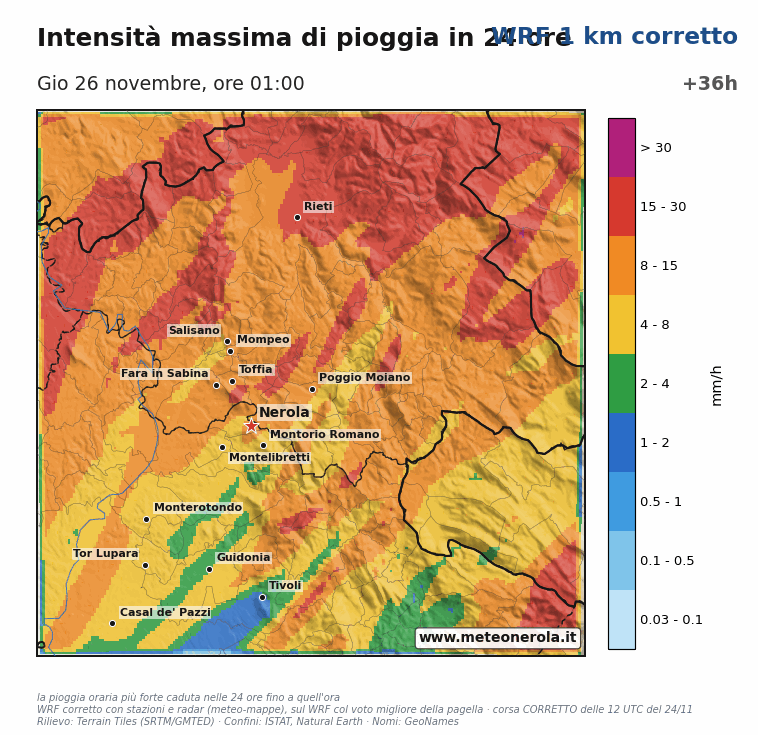 Intensità massima di pioggia in 24 ore WRF 1 km corretto
Gio 26 novembre, ore 01:00 +36h
> 30
15 - 30
8 - 15
4 - 8
2 - 4
1 - 2
0.5 - 1
0.1 - 0.5
0.03 - 0.1
mm/h
Rieti
Salisano
Mompeo
Toffia
Fara in Sabina
Poggio Moiano
Nerola
Montorio Romano
Montelibretti
Monterotondo
Tor Lupara
Guidonia
Tivoli
Casal de' Pazzi
www.meteonerola.it
la pioggia oraria più forte caduta nelle 24 ore fino a quell'ora
WRF corretto con stazioni e radar (meteo-mappe), sul WRF col voto migliore della pagella · corsa CORRETTO delle 12 UTC del 24/11
Rilievo: Terrain Tiles (SRTM/GMTED) · Confini: ISTAT, Natural Earth · Nomi: GeoNames